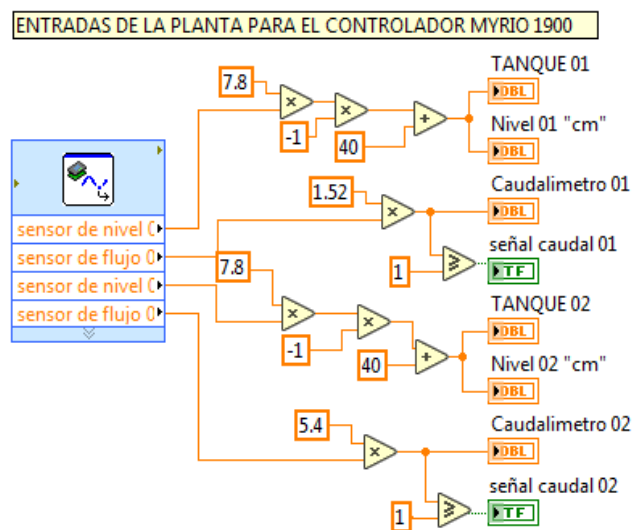 ENTRADAS DE LA PLANTA PARA EL CONTROLADOR MYRIO 1900
TANQUE 01
7.8
DBL
-1
40
Nivel 01 "cm"
DBL
Caudalimetro 01
1.52
DBL
sensor de nivel 0
señal caudal 01
sensor de flujo 0
7.8
1
TF
sensor de nivel 0
sensor de flujo 0
TANQUE 02
DBL
-1
40
Nivel 02 "cm"
DBL
Caudalimetro 02
5.4
DBL
señal caudal 02
1
TF